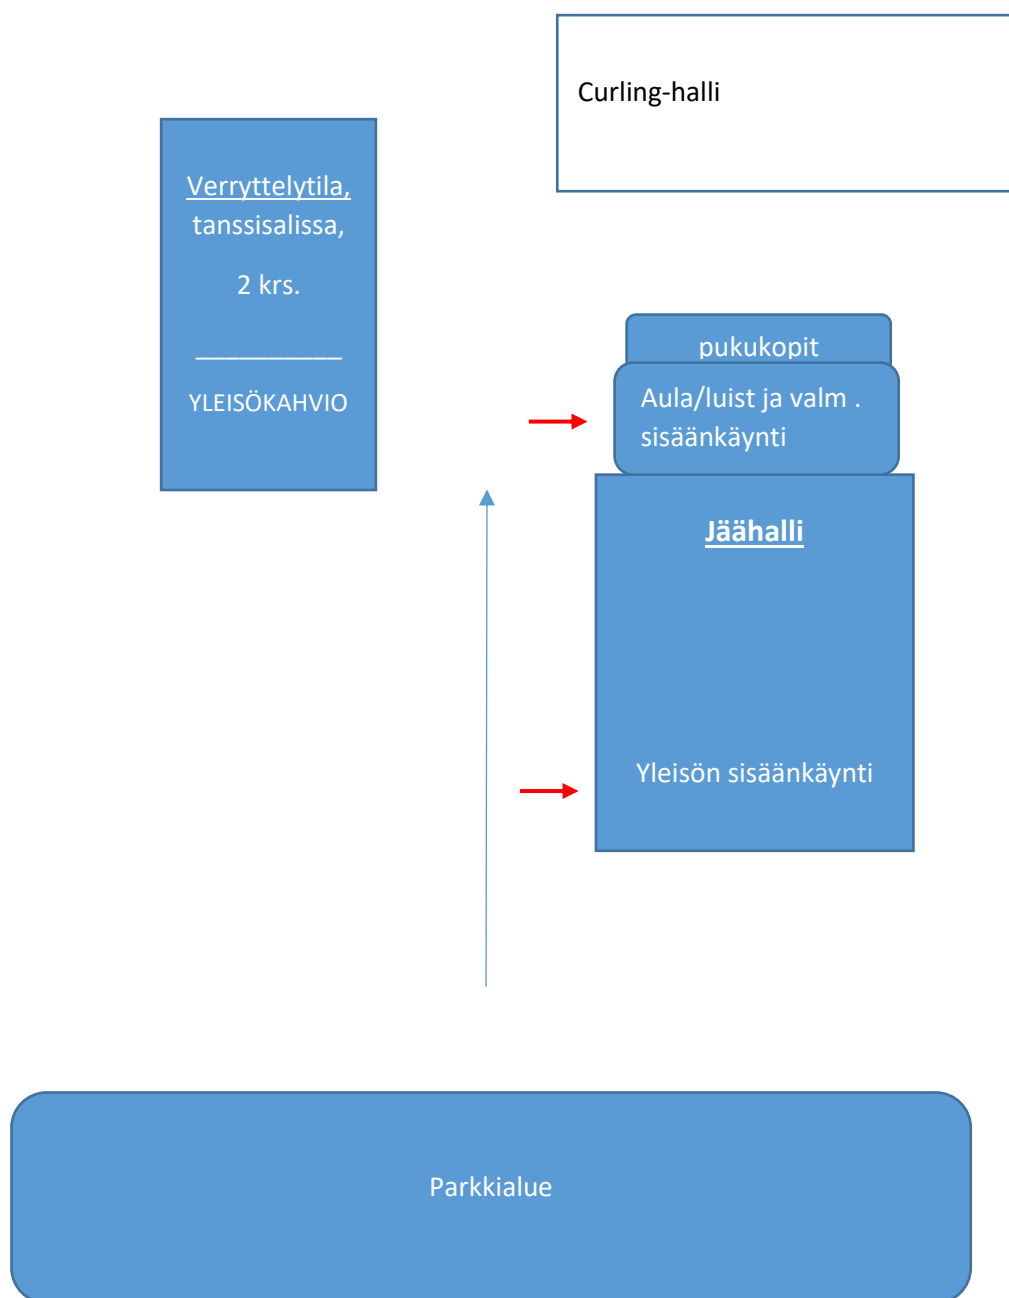 Curling-halli
Verryttelytila,
tanssisalissa,
2 krs.
___________
YLEISÖKAHVIO
pukukopit
Aula/luist ja valm .
sisäänkäynti
Jäähalli
Yleisön sisäänkäynti
Parkkialue